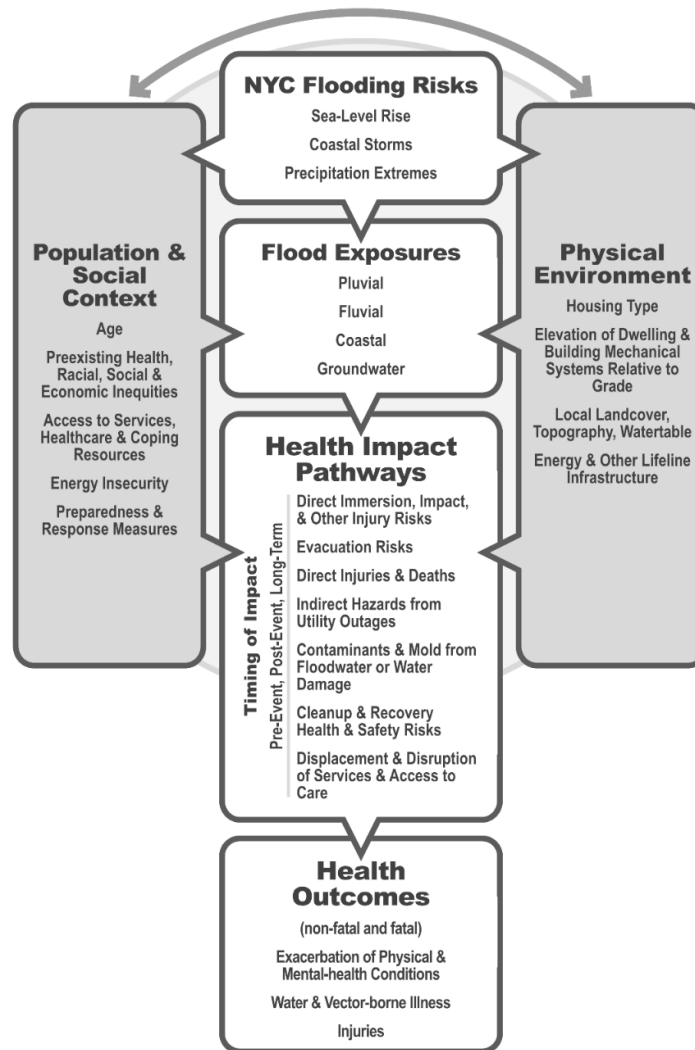 NYC Flooding Risks
Sea-Level Rise
Coastal Storms
Precipitation Extremes
Population &
Social
Context
Age
Preexisting Health,
Racial, Social &
Economic Inequities
Access to Services,
Healthcare & Coping
Resources
Energy Insecurity
Preparedness &
Response Measures
Flood Exposures
Pluvial
Fluvial
Coastal
Groundwater
Physical
Environment
Housing Type
Elevation of Dwelling &
Building Mechanical
Systems Relative to
Grade
Local Landcover,
Topography, Watertable
Energy & Other Lifeline
Infrastructure
Health Impact
Pathways
Timing of Impact
Pre-Event, Post-Event, Long-Term
Direct Immersion, Impact,
& Other Injury Risks
Evacuation Risks
Direct Injuries & Deaths
Indirect Hazards from
Utility Outages
Contaminants & Mold from
Floodwater or Water
Damage
Cleanup & Recovery
Health & Safety Risks
Displacement & Disruption
of Services & Access to
Care
Health
Outcomes
(non-fatal and fatal)
Exacerbation of Physical &
Mental-health Conditions
Water & Vector-borne Illness
Injuries